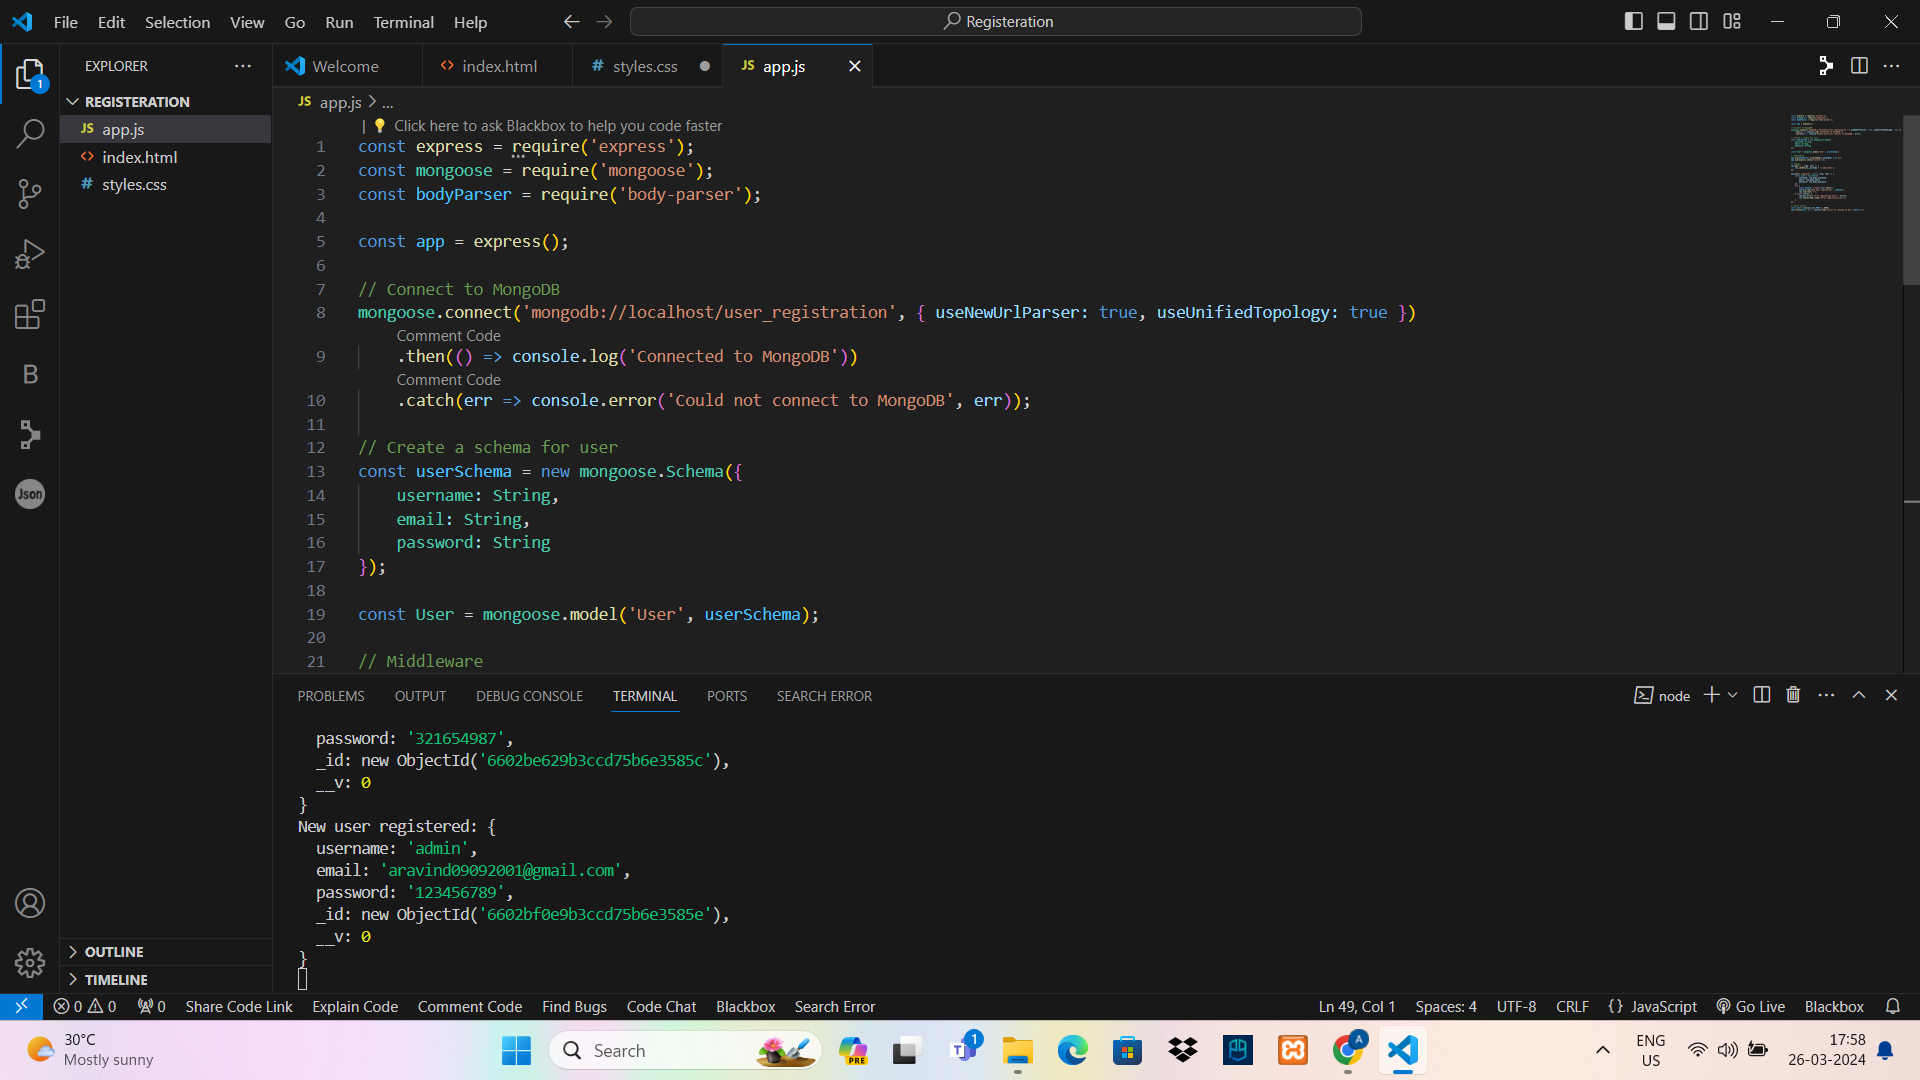 File Edit Selection View Go Run Terminal Help
Registeration
EXPLORER
1
REGISTERATION
JS app.js
index.html
# styles.css
B
Json
OUTLINE
TIMELINE
Welcome
index.html
# styles.css
JS app.js
JS app.js > ...
| Click here to ask Blackbox to help you code faster
1 const express = require('express');
2 const mongoose = require('mongoose');
3 const bodyParser = require('body-parser');
4
5 const app = express();
6
7 // Connect to MongoDB
8 mongoose.connect('mongodb://localhost/user_registration', { useNewUrlParser: true, useUnifiedTopology: true })
Comment Code
9 .then(() => console.log('Connected to MongoDB'))
Comment Code
10 .catch(err => console.error('Could not connect to MongoDB', err));
11
12 // Create a schema for user
13 const userSchema = new mongoose.Schema({
14 username: String,
15 email: String,
16 password: String
17 });
18
19 const User = mongoose.model('User', userSchema);
20
21 // Middleware
PROBLEMS OUTPUT DEBUG CONSOLE TERMINAL PORTS SEARCH ERROR
node
password: '321654987',
_id: new ObjectId('6602be629b3ccd75b6e3585c'),
__v: 0
}
New user registered: {
username: 'admin',
email: 'aravind09092001@gmail.com',
password: '123456789',
_id: new ObjectId('6602bf0e9b3ccd75b6e3585e'),
__v: 0
}
0 0 0 Share Code Link Explain Code Comment Code Find Bugs Code Chat Blackbox Search Error
Ln 49, Col 1 Spaces: 4 UTF-8 CRLF {} JavaScript Go Live Blackbox
30°C
Mostly sunny
Search
PRE
1
A
ENG
US
17:58
26-03-2024